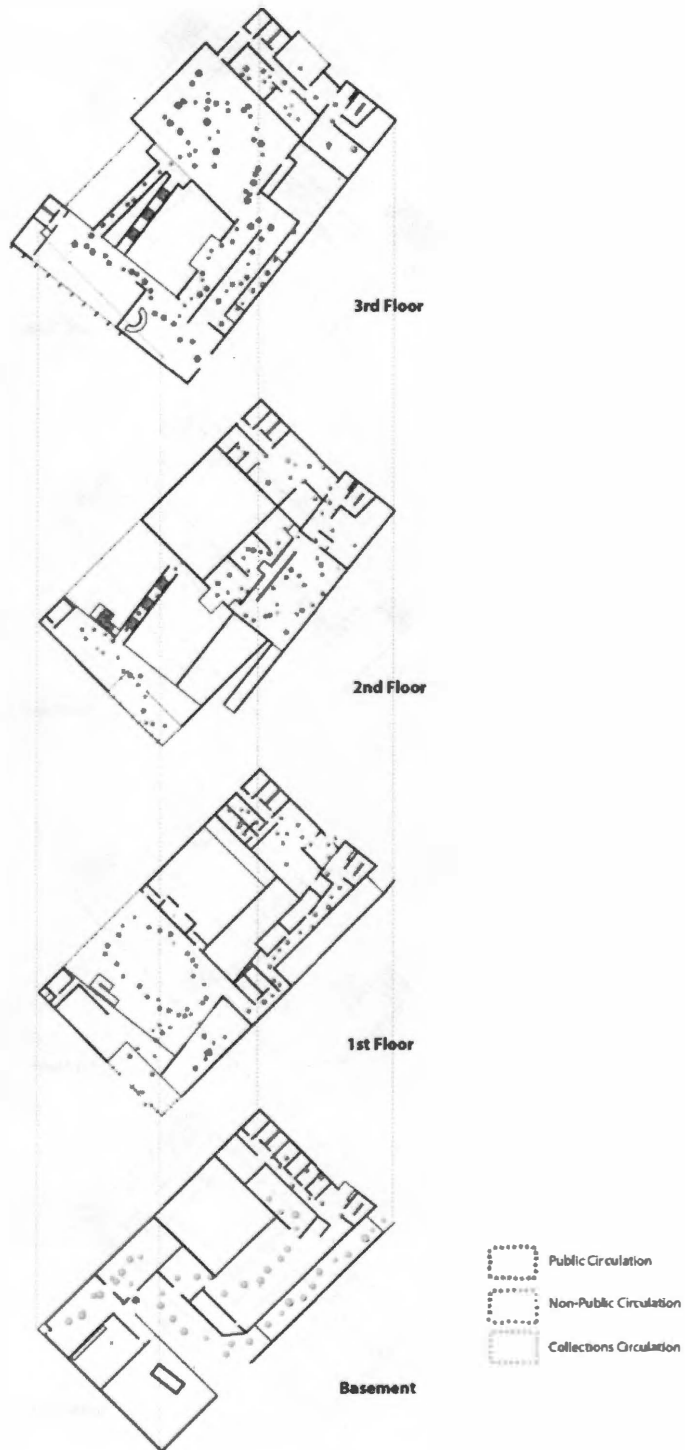 3rd Floor
2nd Floor
1st Floor
Public Circulation
Non-Public Circulation
Collections Circulation
Basement